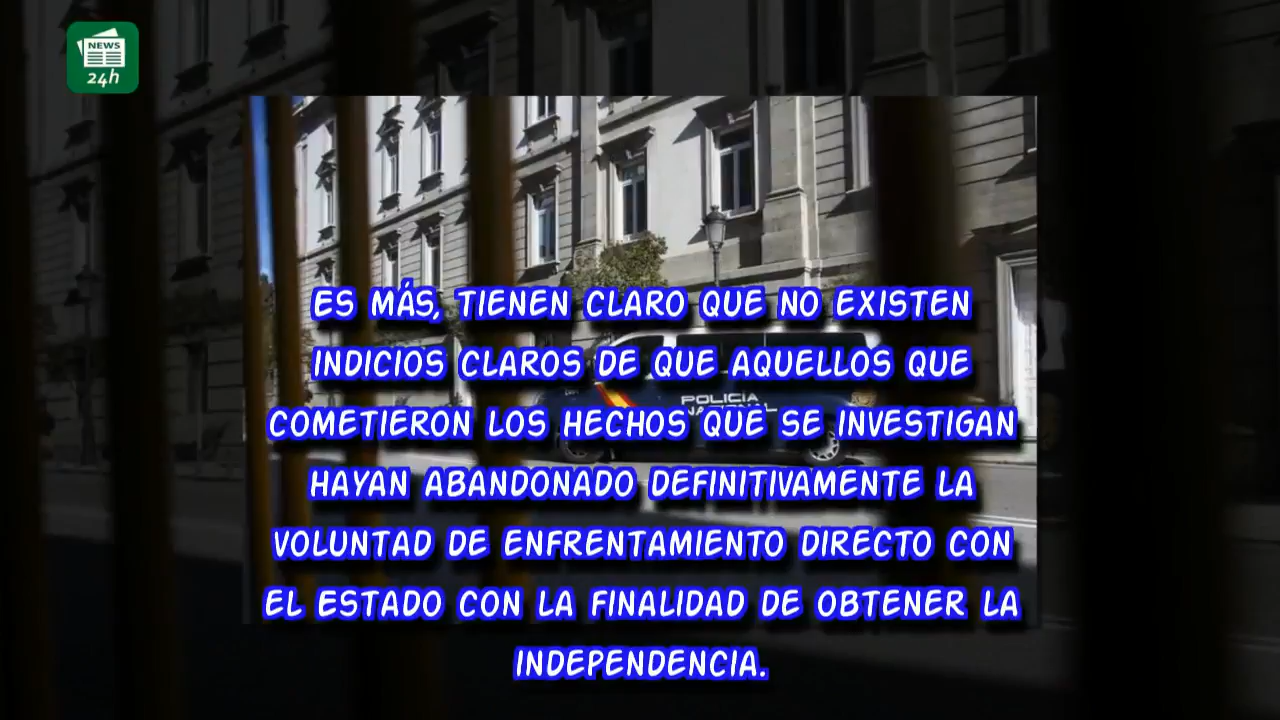 NEWS
24h
ES MÁS, TIENEN CLARO QUE NO EXISTEN
INDICIOS CLAROS DE QUE AQUELLOS QUE
POLICÍA
NACIONAL
COMETIERON LOS HECHOS QUE SE INVESTIGAN
HAYAN ABANDONADO DEFINITIVAMENTE LA
VOLUNTAD DE ENFRENTAMIENTO DIRECTO CON
EL ESTADO CON LA FINALIDAD DE OBTENER LA
INDEPENDENCIA.